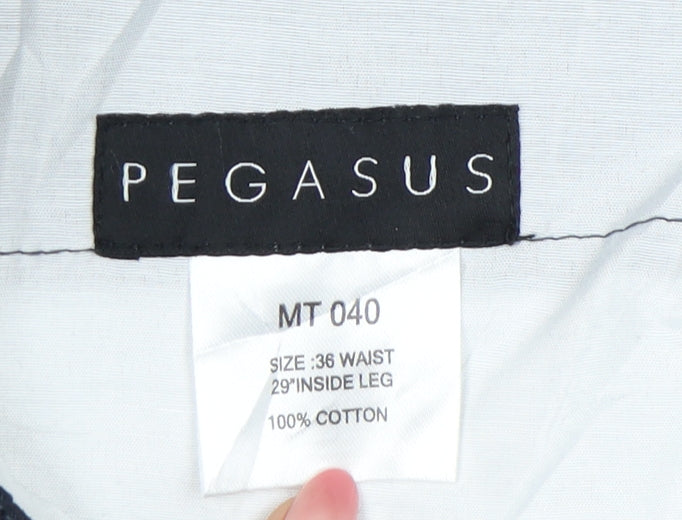 PEGASUS
MT 040
SIZE :36 WAIST
29"INSIDE LEG
100% COTTON